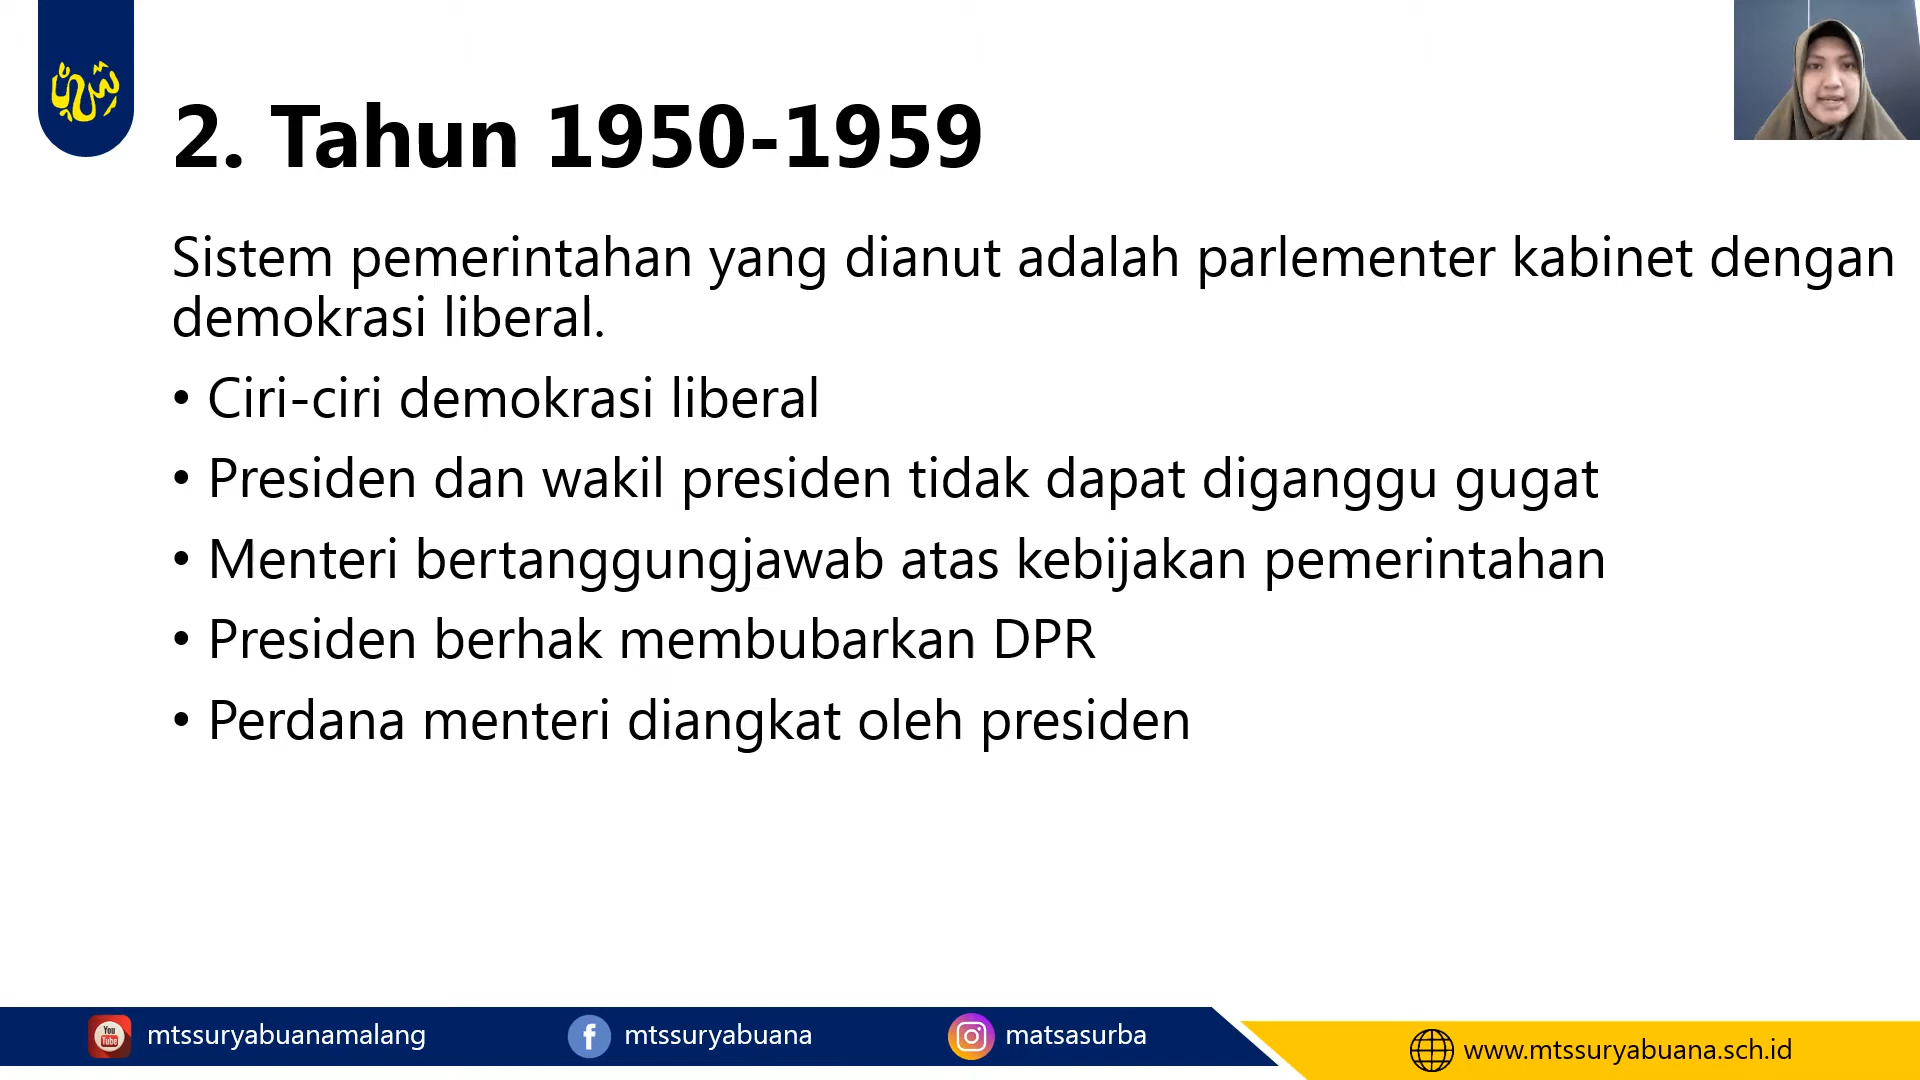 2. Tahun 1950-1959
Sistem pemerintahan yang dianut adalah parlementer kabinet dengan
demokrasi liberal.
• Ciri-ciri demokrasi liberal
• Presiden dan wakil presiden tidak dapat diganggu gugat
• Menteri bertanggungjawab atas kebijakan pemerintahan
• Presiden berhak membubarkan DPR
• Perdana menteri diangkat oleh presiden
You Tube mtssuryabuanamalang
mtssuryabuana
matsasurba
www.mtssuryabuana.sch.id